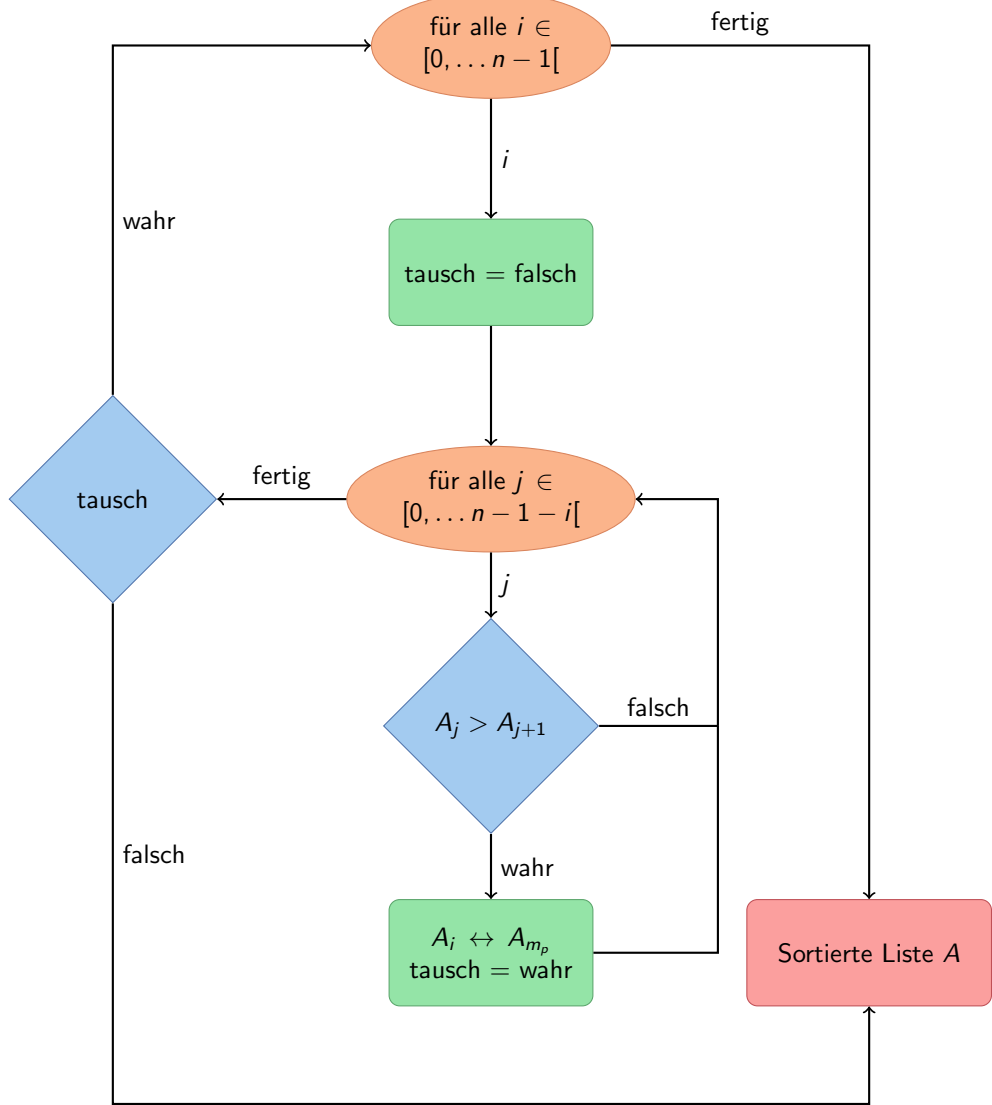 für alle i ∈
[0, … n − 1[
fertig
i
wahr
tausch = falsch
tausch
fertig
für alle j ∈
[0, … n − 1 − i[
j
A_j > A_{j+1}
falsch
wahr
falsch
A_i ↔ A_{m_p}
tausch = wahr
Sortierte Liste A